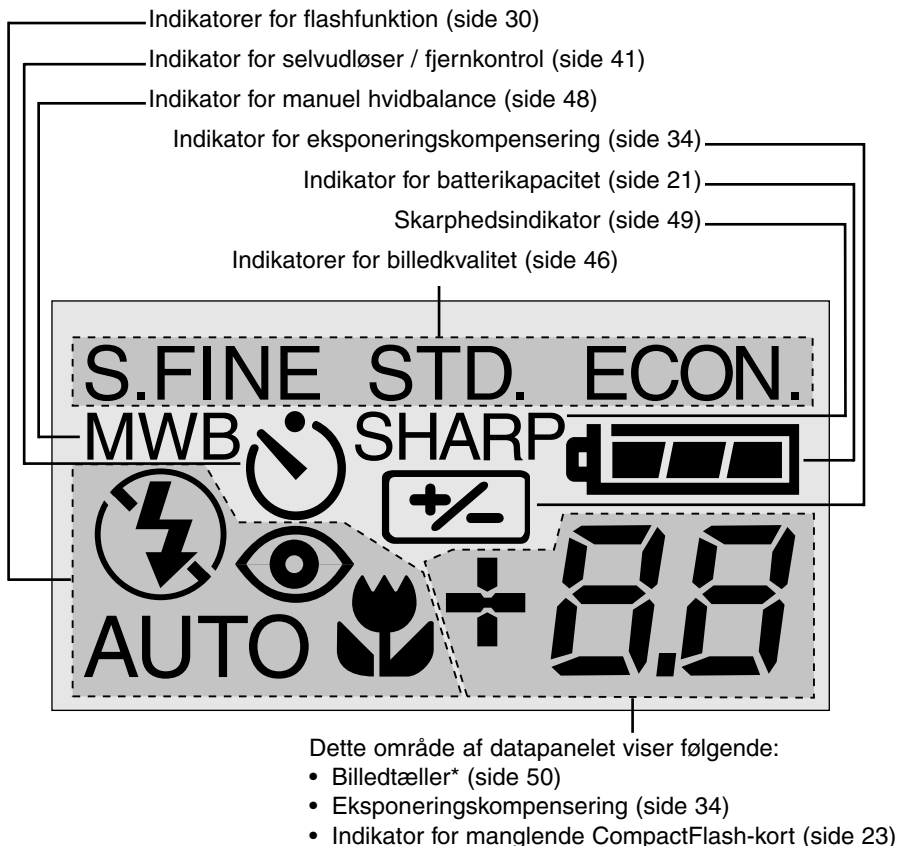 Indikatorer for flashfunktion (side 30)
Indikator for selvudløser / fjernkontrol (side 41)
Indikator for manuel hvidbalance (side 48)
Indikator for eksponeringskompensering (side 34)
Indikator for batterikapacitet (side 21)
Skarphedsindikator (side 49)
Indikatorer for billedkvalitet (side 46)
S.FINE STD. ECON.
MWB SHARP
+/-
AUTO +8.8
Dette område af datapanelet viser følgende:
• Billedtæller* (side 50)
• Eksponeringskompensering (side 34)
• Indikator for manglende CompactFlash-kort (side 23)